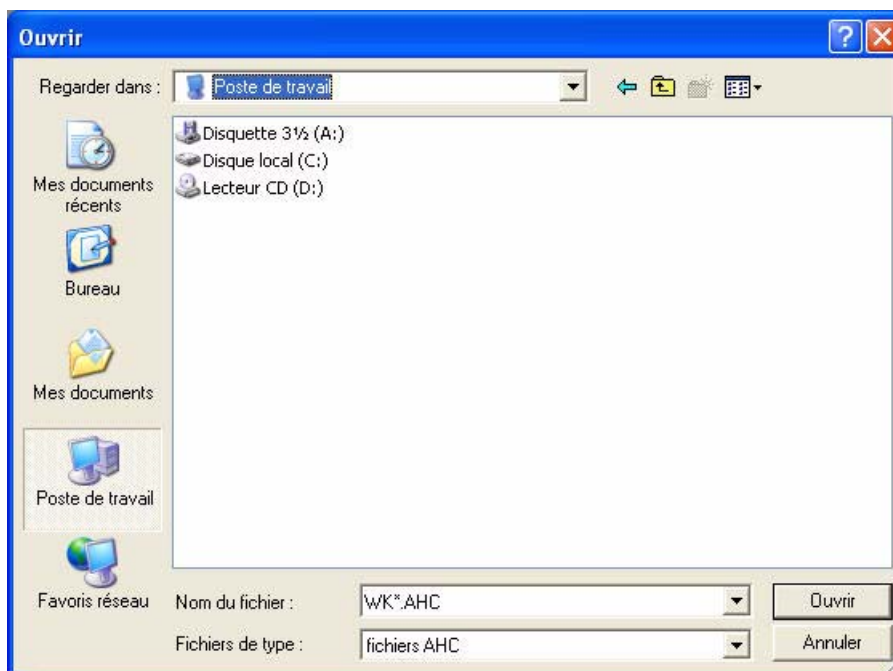 Ouvrir
?
Regarder dans :
Poste de travail
Mes documents récents
Bureau
Mes documents
Poste de travail
Favoris réseau
Disquette 3½ (A:)
Disque local (C:)
Lecteur CD (D:)
Nom du fichier :
WK*.AHC
Ouvrir
Fichiers de type :
fichiers AHC
Annuler